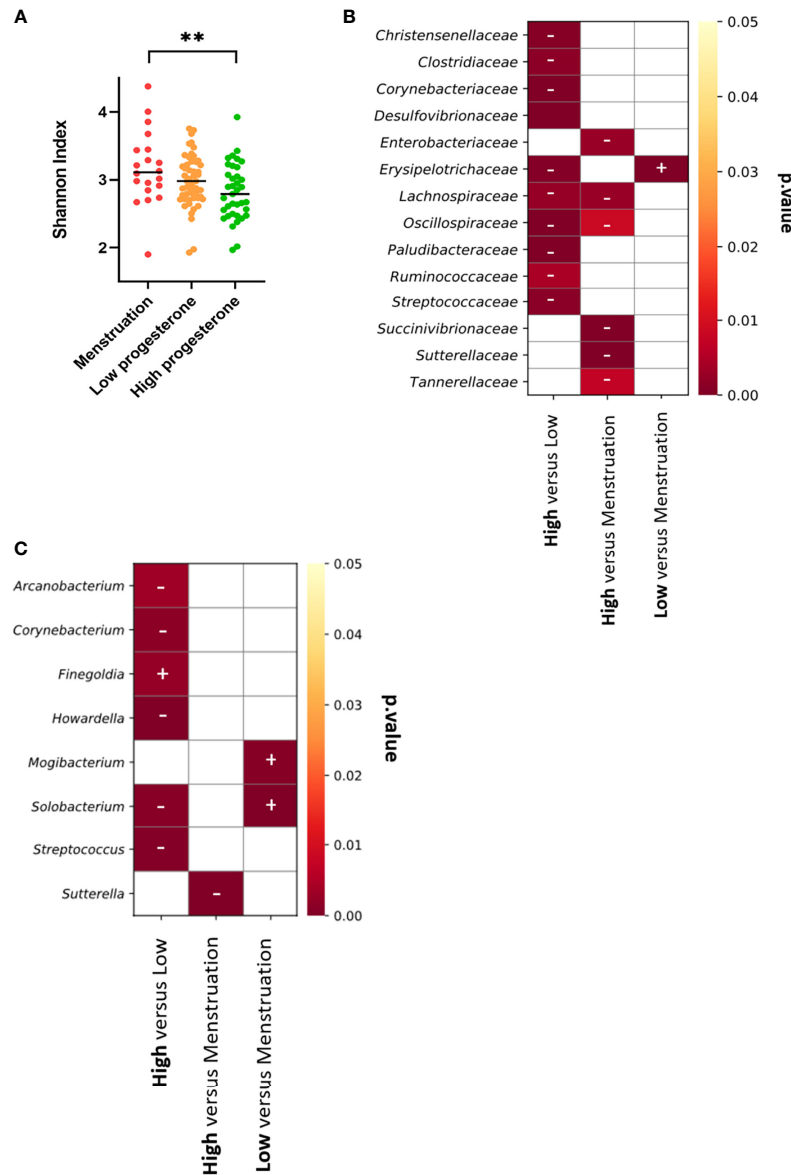 A
**
Shannon Index
4
3
2
Menstruation
Low progesterone
High progesterone
B
Christensenellaceae
Clostridiaceae
Corynebacteriaceae
Desulfovibrionaceae
Enterobacteriaceae
Erysipelotrichaceae
Lachnospiraceae
Oscillospiraceae
Paludibacteraceae
Ruminococcaceae
Streptococcaceae
Succinivibrionaceae
Sutterellaceae
Tannerellaceae
-
-
-
-
- +
- -
- -
-
-
-
-
-
-
High versus Low
High versus Menstruation
Low versus Menstruation
0.05
0.04
0.03
0.02
0.01
0.00
p.value
C
Arcanobacterium
Corynebacterium
Finegoldia
Howardella
Mogibacterium
Solobacterium
Streptococcus
Sutterella
-
-
+
-
+
- +
-
-
High versus Low
High versus Menstruation
Low versus Menstruation
0.05
0.04
0.03
0.02
0.01
0.00
p.value